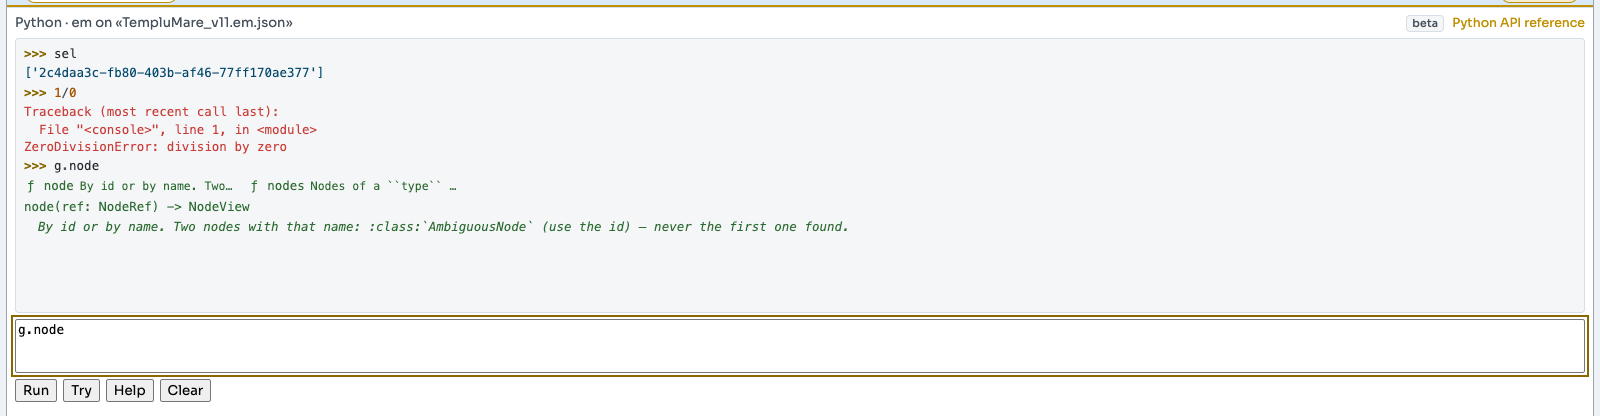 Python · em on «TempluMare_v11.em.json»
beta Python API reference
>>> sel
['2c4daa3c-fb80-403b-af46-77ff170ae377']
>>> 1/0
Traceback (most recent call last):
  File "<console>", line 1, in <module>
ZeroDivisionError: division by zero
>>> g.node
ƒ node By id or by name. Two… ƒ nodes Nodes of a ``type`` …
node(ref: NodeRef) -> NodeView
  By id or by name. Two nodes with that name: :class:`AmbiguousNode` (use the id) — never the first one found.
g.node
Run Try Help Clear